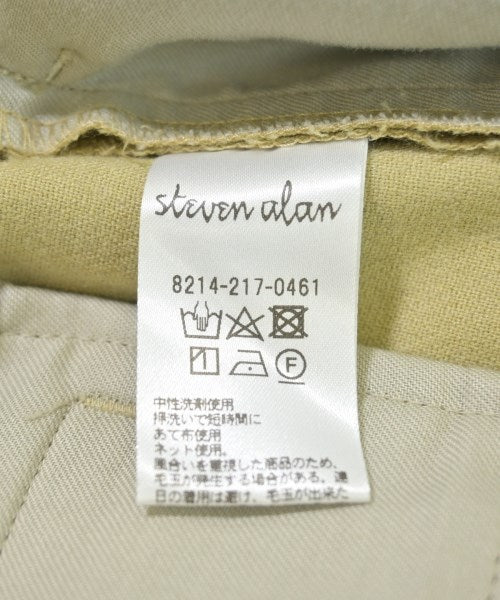 steven alan
8214-217-0461
F
中性洗剤使用
押洗いで短時間に
あて布使用
ネット使用。
風合いを重視した商品のため、
毛玉が発生する場合がある。連
日の着用は避け、毛玉が出来た